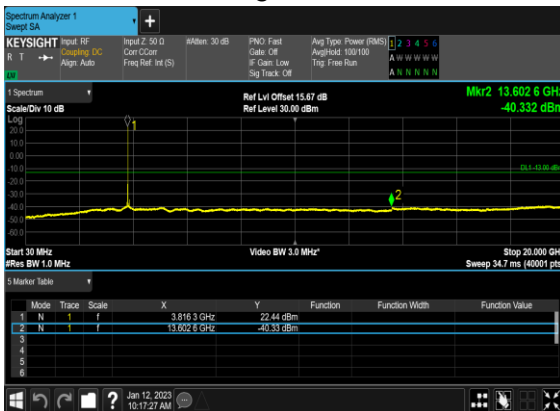 Spectrum Analyzer 1
Swept SA
KEYSIGHT Input: RF Input Z: 50 Ω #Atten: 30 dB PNO: Fast Avg Type: Power (RMS) 1 2 3 4 5 6
R T Coupling: DC Corr CCorr Gate: Off Avg|Hold: 100/100 A W W W W W
Align: Auto Freq Ref: Int (S) IF Gain: Low Trig: Free Run
LV Sig Track: Off A N N N N N
1 Spectrum Ref Lvl Offset 15.67 dB Mkr2 13.602 6 GHz
Scale/Div 10 dB Ref Level 30.00 dBm -40.332 dBm
Log
20.0
10.0
0.00
-10.0
-20.0
-30.0
-40.0
-50.0
-60.0
1
DL1 -13.00 dBm
2
Start 30 MHz Video BW 3.0 MHz* Stop 20.000 GHz
#Res BW 1.0 MHz Sweep 34.7 ms (40001 pts)
5 Marker Table
Mode Trace Scale X Y Function Function Width Function Value
1 N 1 f 3.816 3 GHz 22.44 dBm
2 N 1 f 13.602 6 GHz -40.33 dBm
3
4
5
6
? Jan 12, 2023
10:17:27 AM